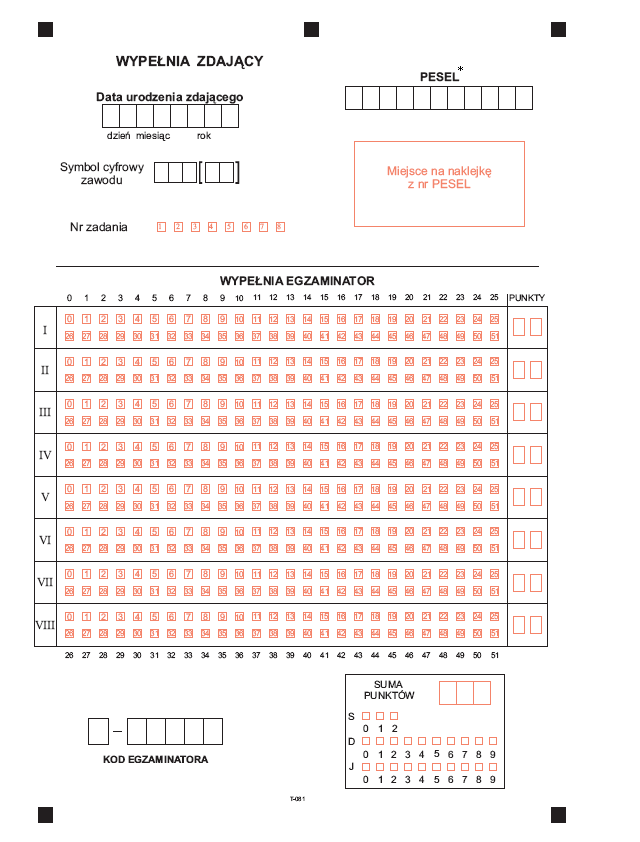 WYPEŁNIA ZDAJĄCY
PESEL*
Data urodzenia zdającego
dzień miesiąc rok
Symbol cyfrowy
zawodu
[ ]
Miejsce na naklejkę
z nr PESEL
Nr zadania 1 2 3 4 5 6 7 8
WYPEŁNIA EGZAMINATOR
0 1 2 3 4 5 6 7 8 9 10 11 12 13 14 15 16 17 18 19 20 21 22 23 24 25 PUNKTY
I
0 1 2 3 4 5 6 7 8 9 10 11 12 13 14 15 16 17 18 19 20 21 22 23 24 25
26 27 28 29 30 31 32 33 34 35 36 37 38 39 40 41 42 43 44 45 46 47 48 49 50 51
II
0 1 2 3 4 5 6 7 8 9 10 11 12 13 14 15 16 17 18 19 20 21 22 23 24 25
26 27 28 29 30 31 32 33 34 35 36 37 38 39 40 41 42 43 44 45 46 47 48 49 50 51
III
0 1 2 3 4 5 6 7 8 9 10 11 12 13 14 15 16 17 18 19 20 21 22 23 24 25
26 27 28 29 30 31 32 33 34 35 36 37 38 39 40 41 42 43 44 45 46 47 48 49 50 51
IV
0 1 2 3 4 5 6 7 8 9 10 11 12 13 14 15 16 17 18 19 20 21 22 23 24 25
26 27 28 29 30 31 32 33 34 35 36 37 38 39 40 41 42 43 44 45 46 47 48 49 50 51
V
0 1 2 3 4 5 6 7 8 9 10 11 12 13 14 15 16 17 18 19 20 21 22 23 24 25
26 27 28 29 30 31 32 33 34 35 36 37 38 39 40 41 42 43 44 45 46 47 48 49 50 51
VI
0 1 2 3 4 5 6 7 8 9 10 11 12 13 14 15 16 17 18 19 20 21 22 23 24 25
26 27 28 29 30 31 32 33 34 35 36 37 38 39 40 41 42 43 44 45 46 47 48 49 50 51
VII
0 1 2 3 4 5 6 7 8 9 10 11 12 13 14 15 16 17 18 19 20 21 22 23 24 25
26 27 28 29 30 31 32 33 34 35 36 37 38 39 40 41 42 43 44 45 46 47 48 49 50 51
VIII
0 1 2 3 4 5 6 7 8 9 10 11 12 13 14 15 16 17 18 19 20 21 22 23 24 25
26 27 28 29 30 31 32 33 34 35 36 37 38 39 40 41 42 43 44 45 46 47 48 49 50 51
26 27 28 29 30 31 32 33 34 35 36 37 38 39 40 41 42 43 44 45 46 47 48 49 50 51
SUMA
PUNKTÓW
S
0 1 2
D
0 1 2 3 4 5 6 7 8 9
J
0 1 2 3 4 5 6 7 8 9
–
KOD EGZAMINATORA
T-081